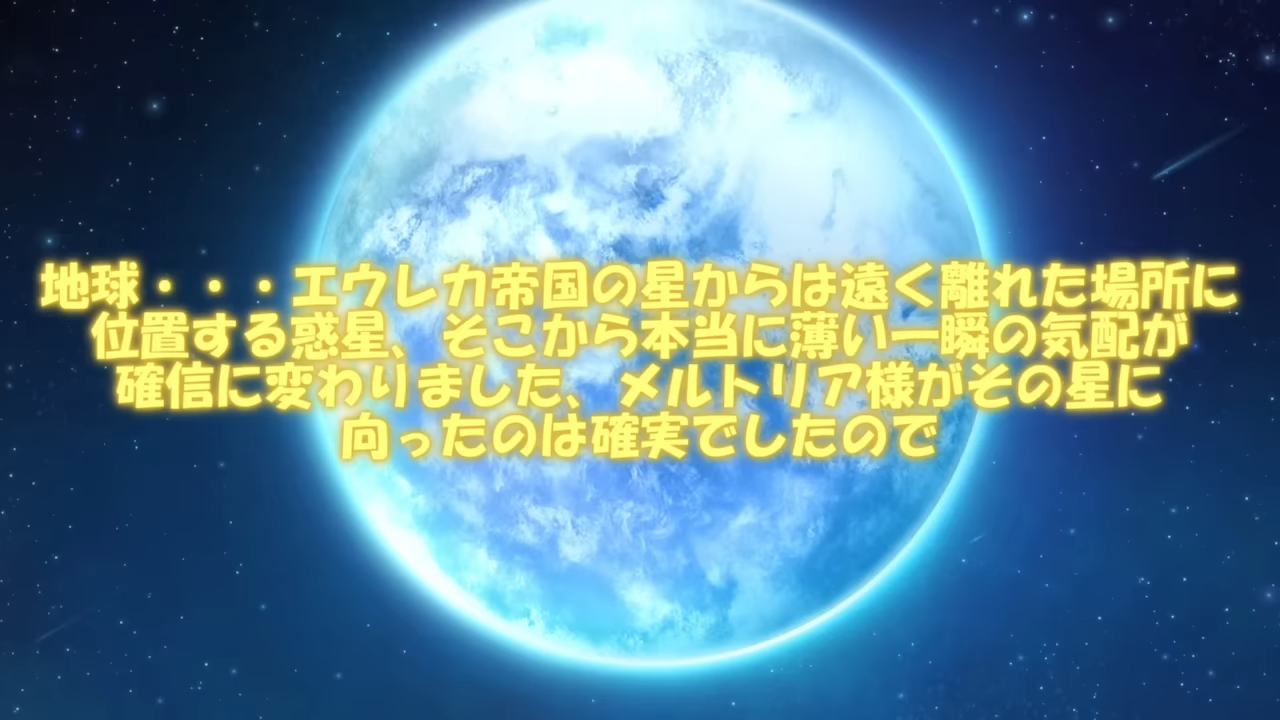 地球・・・エウレカ帝国の星からは遠く離れた場所に
位置する惑星、そこから本当に薄い一瞬の気配が
確信に変わりました、メルトリア様がその星に
向ったのは確実でしたので